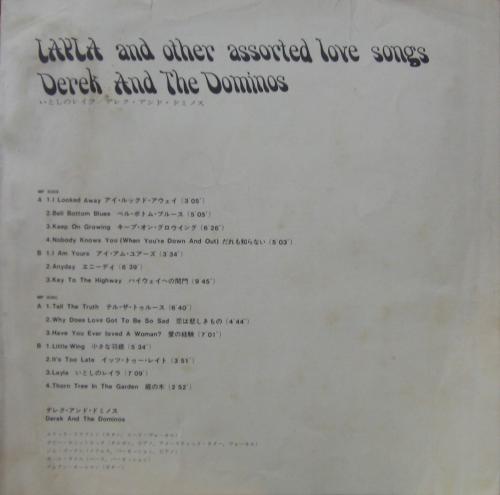 LAYLA and other assorted love songs
Derek And The Dominos
いとしのレイラ/デレク・アンド・ドミノス
A 1.I Looked Away アイ・ルックド・アウェイ (3´05˝)
2.Bell Bottom Blues ベル・ボトム・ブルース (5´05˝)
3.Keep On Growing キープ・オン・グロウイング (6´26˝)
4.Nobody Knows You (When You're Down And Out) だれも知らない (5´03˝)
B 1.I Am Yours アイ・アム・ユアーズ (3´34˝)
2.Anyday エニーデイ (6´39˝)
3.Key To The Highway ハイウェイへの関門 (9´45˝)
A 1.Tell The Truth テル・ザ・トゥルース (6´40˝)
2.Why Does Love Got To Be So Sad 恋は悲しきもの (4´44˝)
3.Have You Ever loved A Woman? 愛の経験 (7´01˝)
B 1.Little Wing 小さな羽根 (5´34˝)
2.It's Too Late イッツ・トゥー・レイト (3´51˝)
3.Layla いとしのレイラ (7´09˝)
4.Thorn Tree In The Garden 庭の木 (2´52˝)
デレク・アンド・ドミノス
Derek And The Dominos